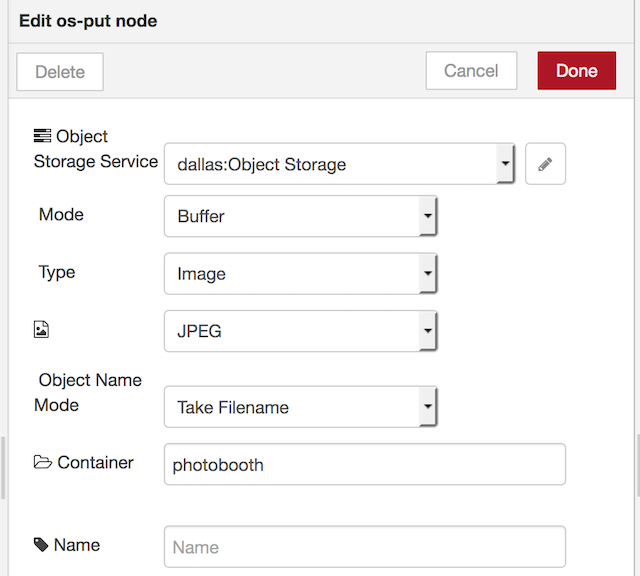 Edit os-put node
Delete
Cancel
Done
Object
Storage Service
dallas:Object Storage
Mode
Buffer
Type
Image
JPEG
Object Name
Mode
Take Filename
Container
photobooth
Name
Name